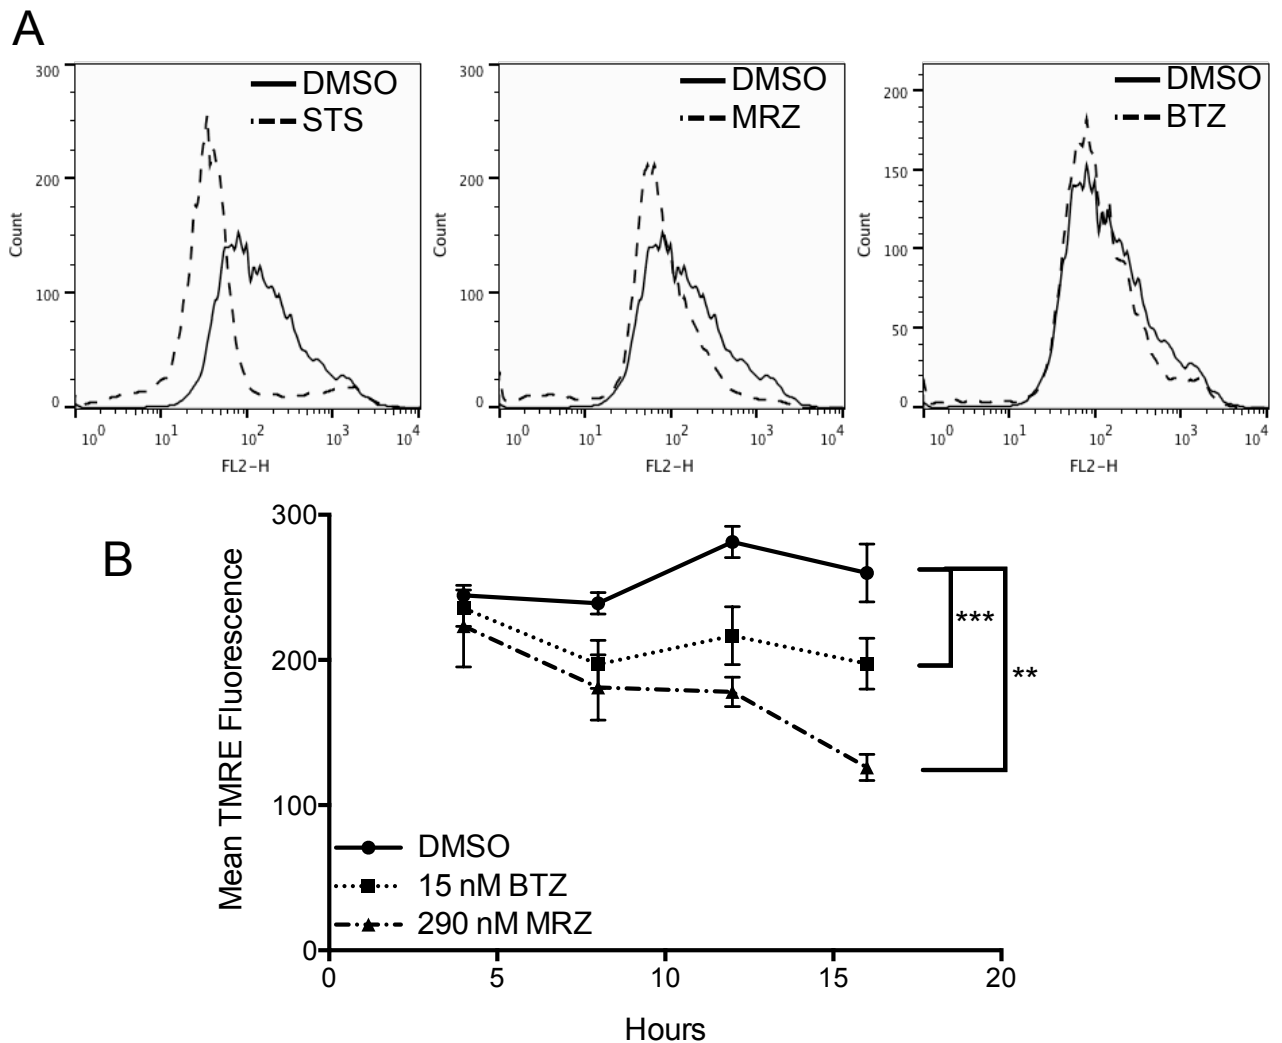 A
300
200
100
0
Count
DMSO
STS
10^0 10^1 10^2 10^3 10^4
FL2-H
300
200
100
0
Count
DMSO
MRZ
10^0 10^1 10^2 10^3 10^4
FL2-H
200
150
100
50
0
Count
DMSO
BTZ
10^0 10^1 10^2 10^3 10^4
FL2-H
B
300
200
100
0
Mean TMRE Fluorescence
***
**
DMSO
15 nM BTZ
290 nM MRZ
0 5 10 15 20
Hours